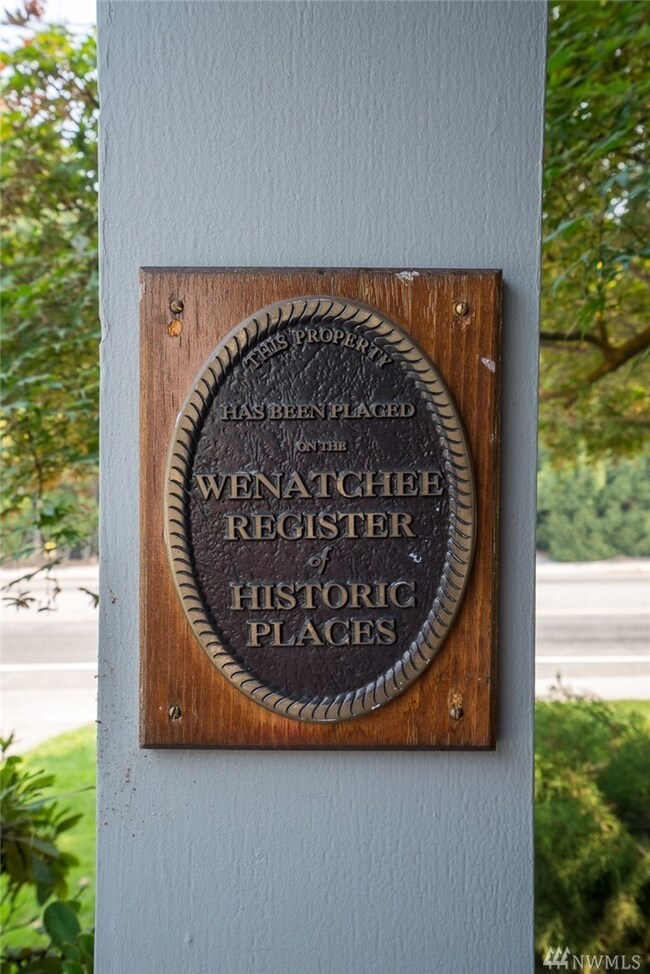 THIS PROPERTY
HAS BEEN PLACED
ON THE
WENATCHEE
REGISTER
of
HISTORIC
PLACES
NWMLS